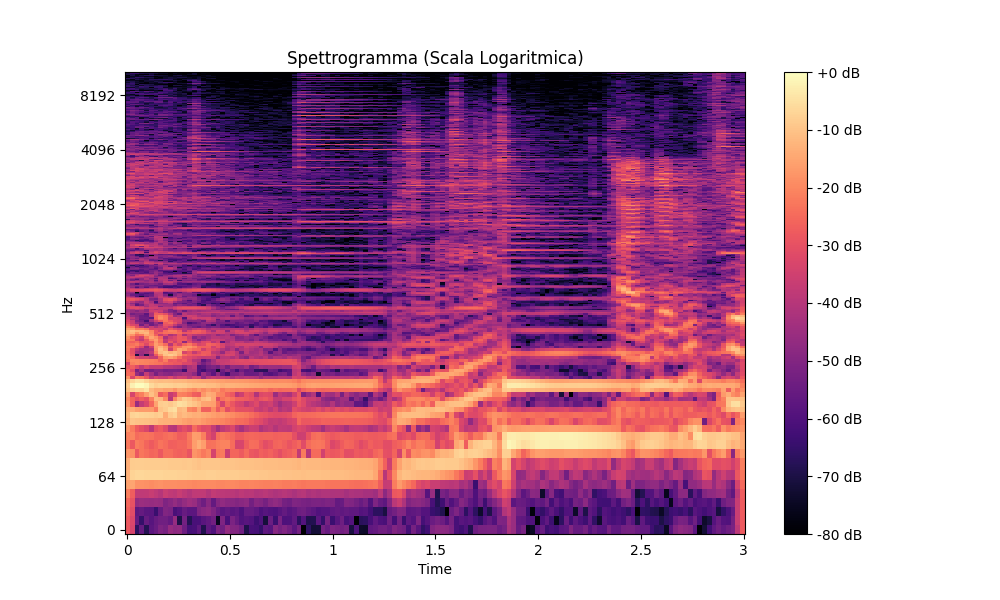 Spettrogramma (Scala Logaritmica)
Hz
8192
4096
2048
1024
512
256
128
64
0
0
0.5
1
1.5
2
2.5
3
Time
+0 dB
-10 dB
-20 dB
-30 dB
-40 dB
-50 dB
-60 dB
-70 dB
-80 dB